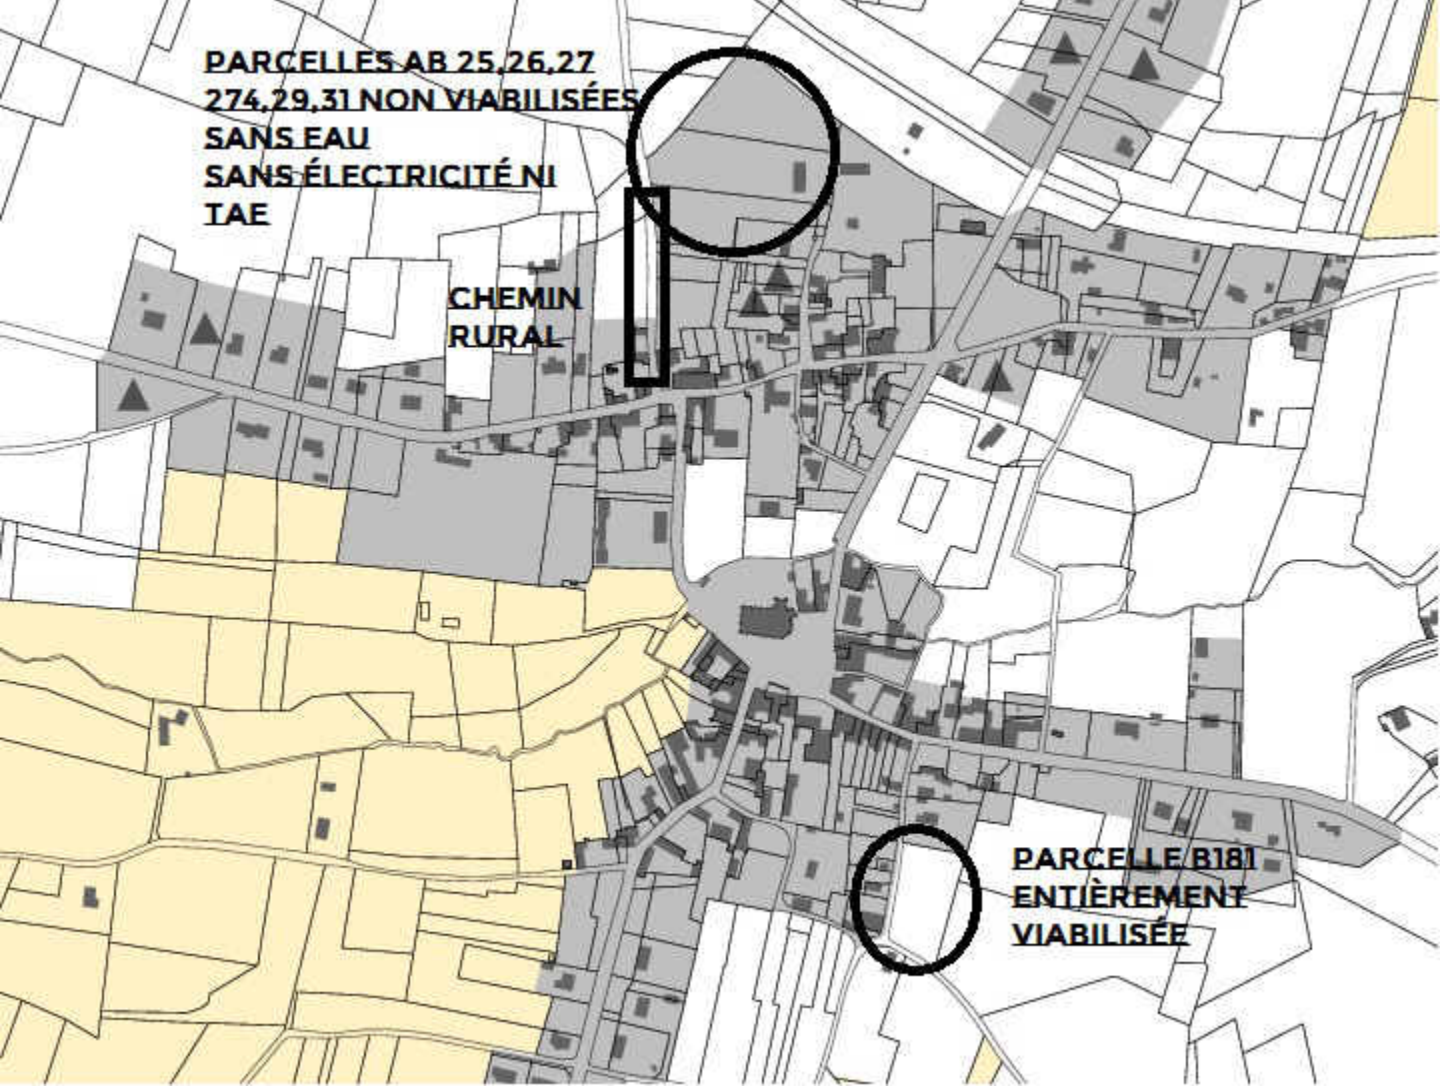 PARCELLES AB 25,26,27
274,29,31 NON VIABILISÉES
SANS EAU
SANS ÉLECTRICITÉ NI
TAE
CHEMIN
RURAL
PARCELLE B181
ENTIÈREMENT
VIABILISÉE